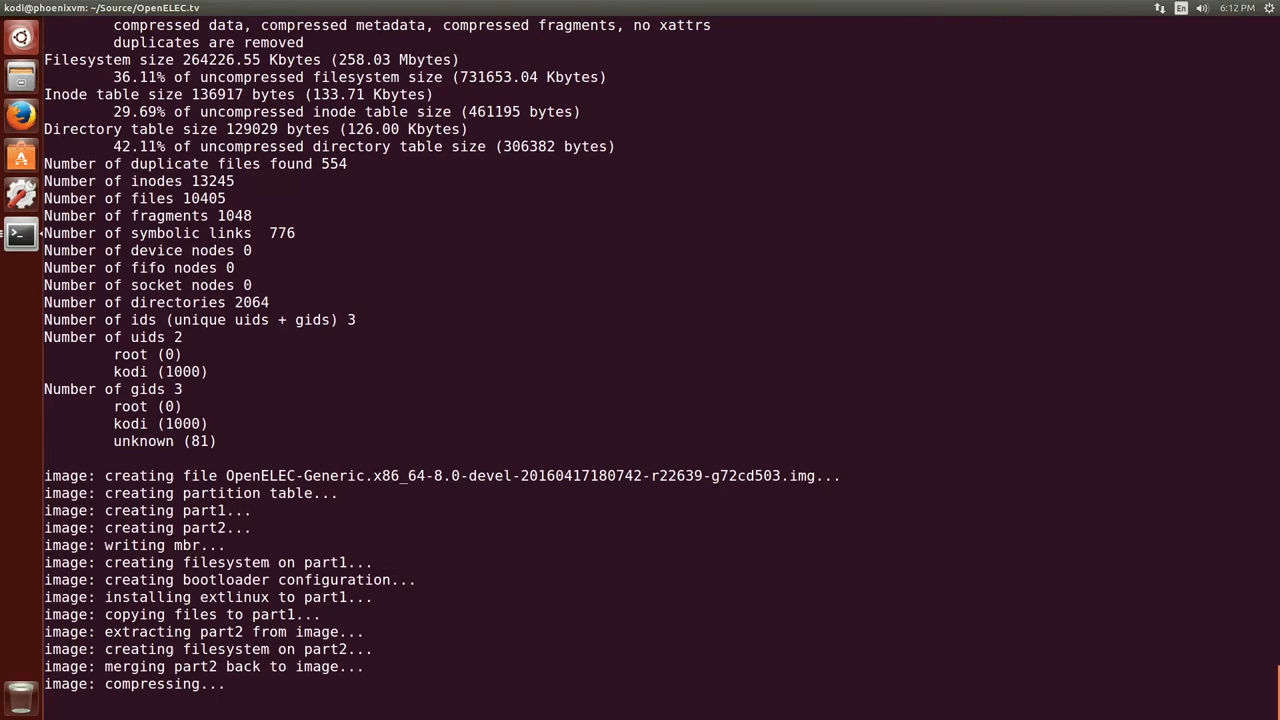 kodi@phoenixvm: ~/Source/OpenELEC.tv
En
6:12 PM
compressed data, compressed metadata, compressed fragments, no xattrs
duplicates are removed
Filesystem size 264226.55 Kbytes (258.03 Mbytes)
36.11% of uncompressed filesystem size (731653.04 Kbytes)
Inode table size 136917 bytes (133.71 Kbytes)
29.69% of uncompressed inode table size (461195 bytes)
Directory table size 129029 bytes (126.00 Kbytes)
42.11% of uncompressed directory table size (306382 bytes)
Number of duplicate files found 554
Number of inodes 13245
Number of files 10405
Number of fragments 1048
Number of symbolic links  776
Number of device nodes 0
Number of fifo nodes 0
Number of socket nodes 0
Number of directories 2064
Number of ids (unique uids + gids) 3
Number of uids 2
root (0)
kodi (1000)
Number of gids 3
root (0)
kodi (1000)
unknown (81)
image: creating file OpenELEC-Generic.x86_64-8.0-devel-20160417180742-r22639-g72cd503.img...
image: creating partition table...
image: creating part1...
image: creating part2...
image: writing mbr...
image: creating filesystem on part1...
image: creating bootloader configuration...
image: installing extlinux to part1...
image: copying files to part1...
image: extracting part2 from image...
image: creating filesystem on part2...
image: merging part2 back to image...
image: compressing...